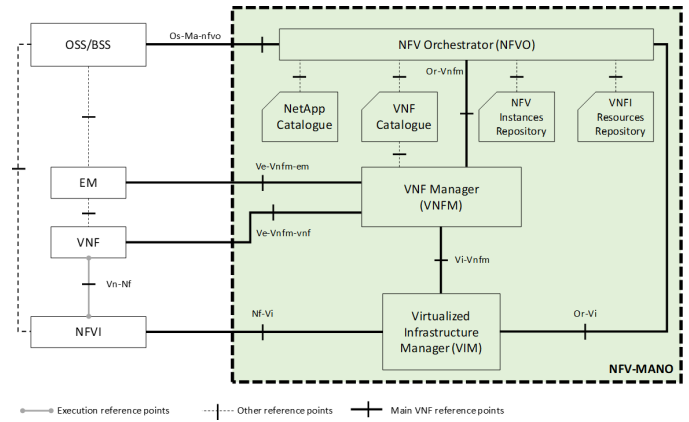 OSS/BSS
Os-Ma-nfvo
NFV Orchestrator (NFVO)
Or-Vnfm
NetApp
Catalogue
VNF
Catalogue
NFV
Instances
Repository
VNFI
Resources
Repository
EM
Ve-Vnfm-em
VNF Manager
(VNFM)
VNF
Ve-Vnfm-vnf
Vn-Nf
Vi-Vnfm
NFVI
Nf-Vi
Virtualized
Infrastructure
Manager (VIM)
Or-Vi
NFV-MANO
Execution reference points
Other reference points
Main VNF reference points